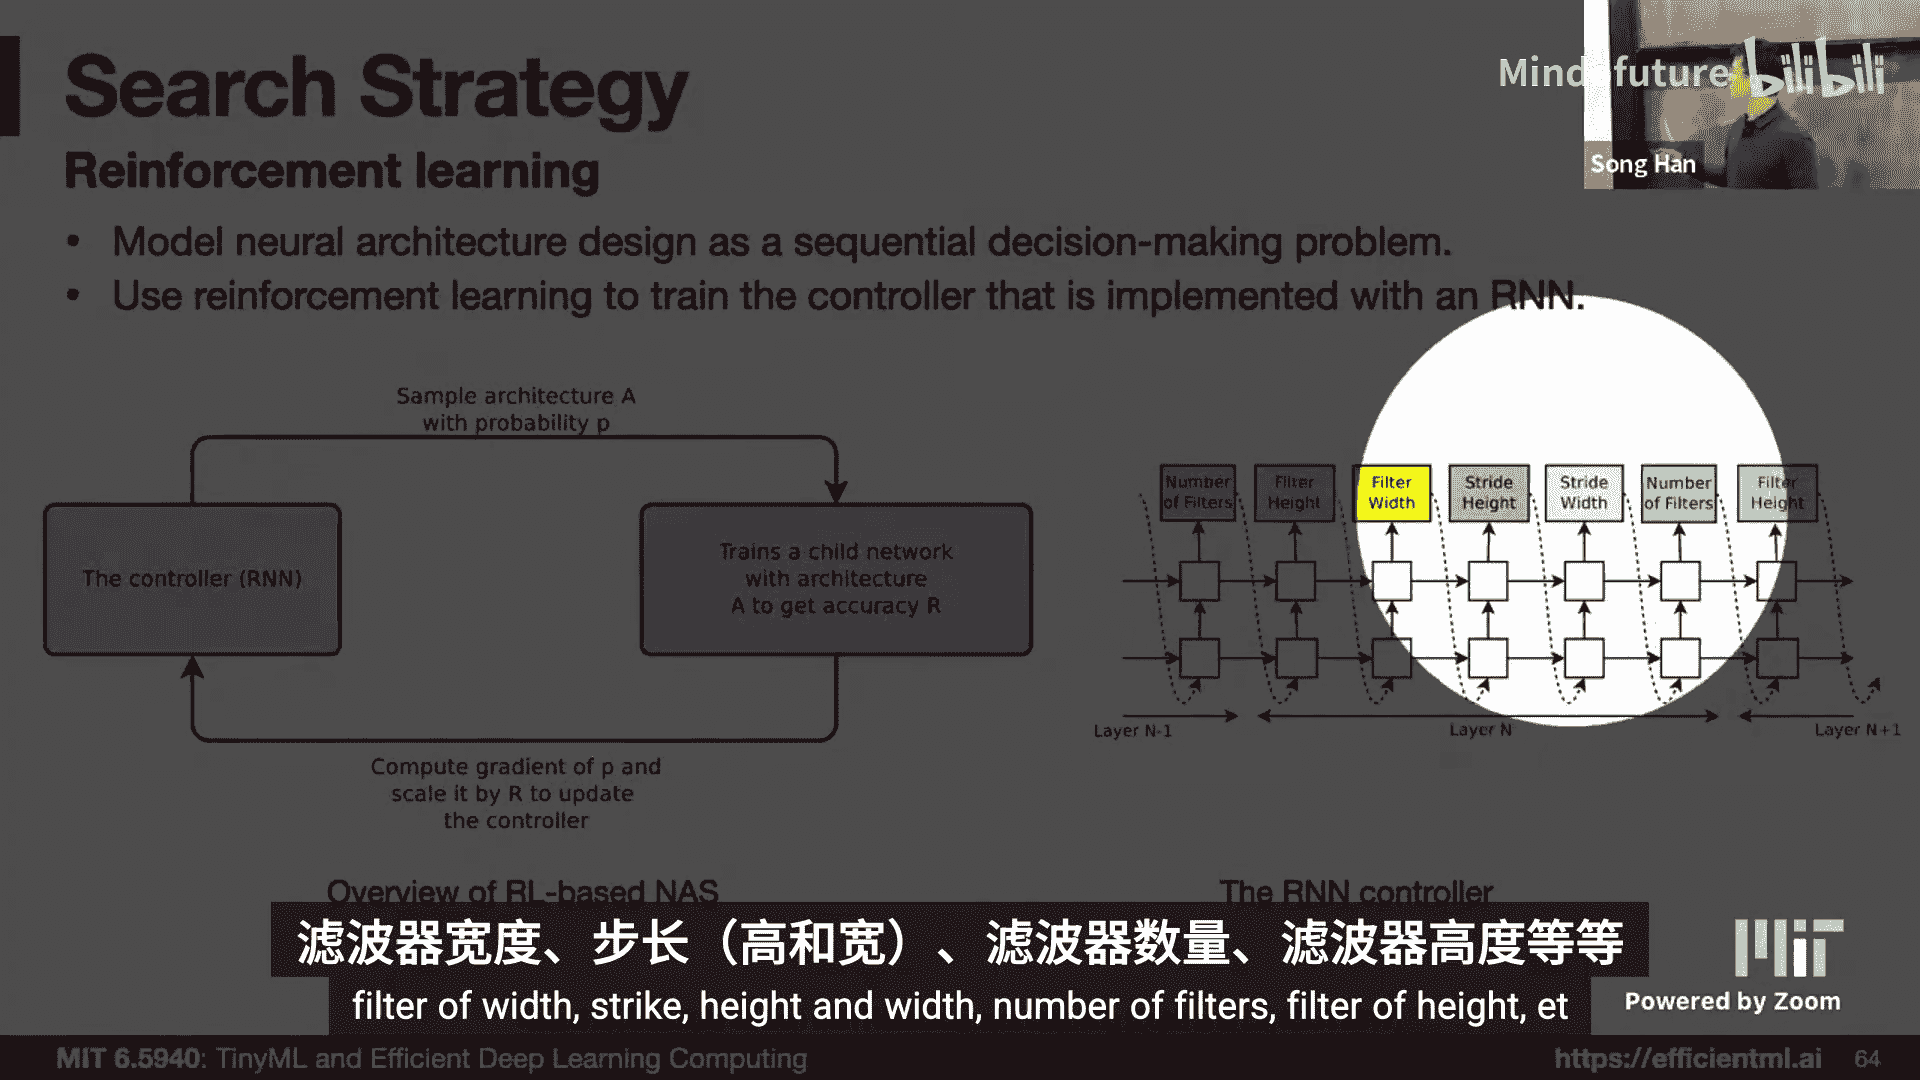 Search Strategy
Mind
future
bilibili
Song Han
Reinforcement learning
• Model neural architecture design as a sequential decision-making problem.
• Use reinforcement learning to train the controller that is implemented with an RNN.
Sample architecture A
with probability p
The controller (RNN)
Trains a child network
with architecture
A to get accuracy R
Compute gradient of p and
scale it by R to update
the controller
Number
of Filters
Filter
Height
Filter
Width
Stride
Height
Stride
Width
Number
of Filters
Filter
Height
Layer N-1
Layer N
Layer N+1
Overview of RL-based NAS
The RNN controller
滤波器宽度、步长（高和宽）、滤波器数量、滤波器高度等等
filter of width, strike, height and width, number of filters, filter of height, et
MIT
Powered by Zoom
MIT 6.5940: TinyML and Efficient Deep Learning Computing
https://efficientml.ai
64